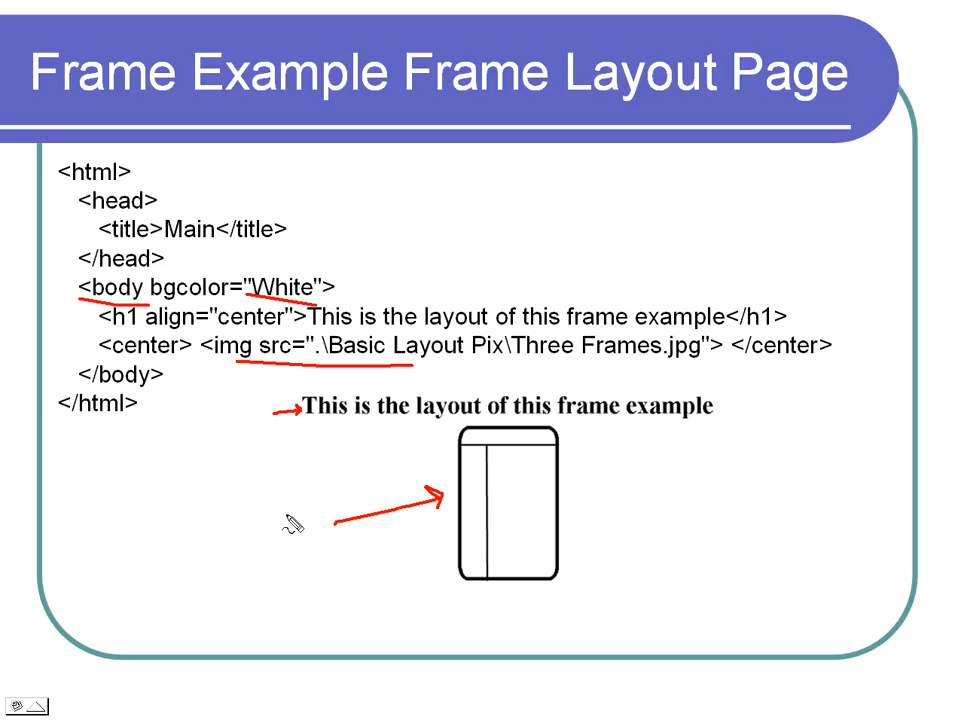 Frame Example Frame Layout Page
<html>
<head>
<title>Main</title>
</head>
<body bgcolor="White">
<h1 align="center">This is the layout of this frame example</h1>
<center> <img src=".\Basic Layout Pix\Three Frames.jpg"> </center>
</body>
</html>
This is the layout of this frame example